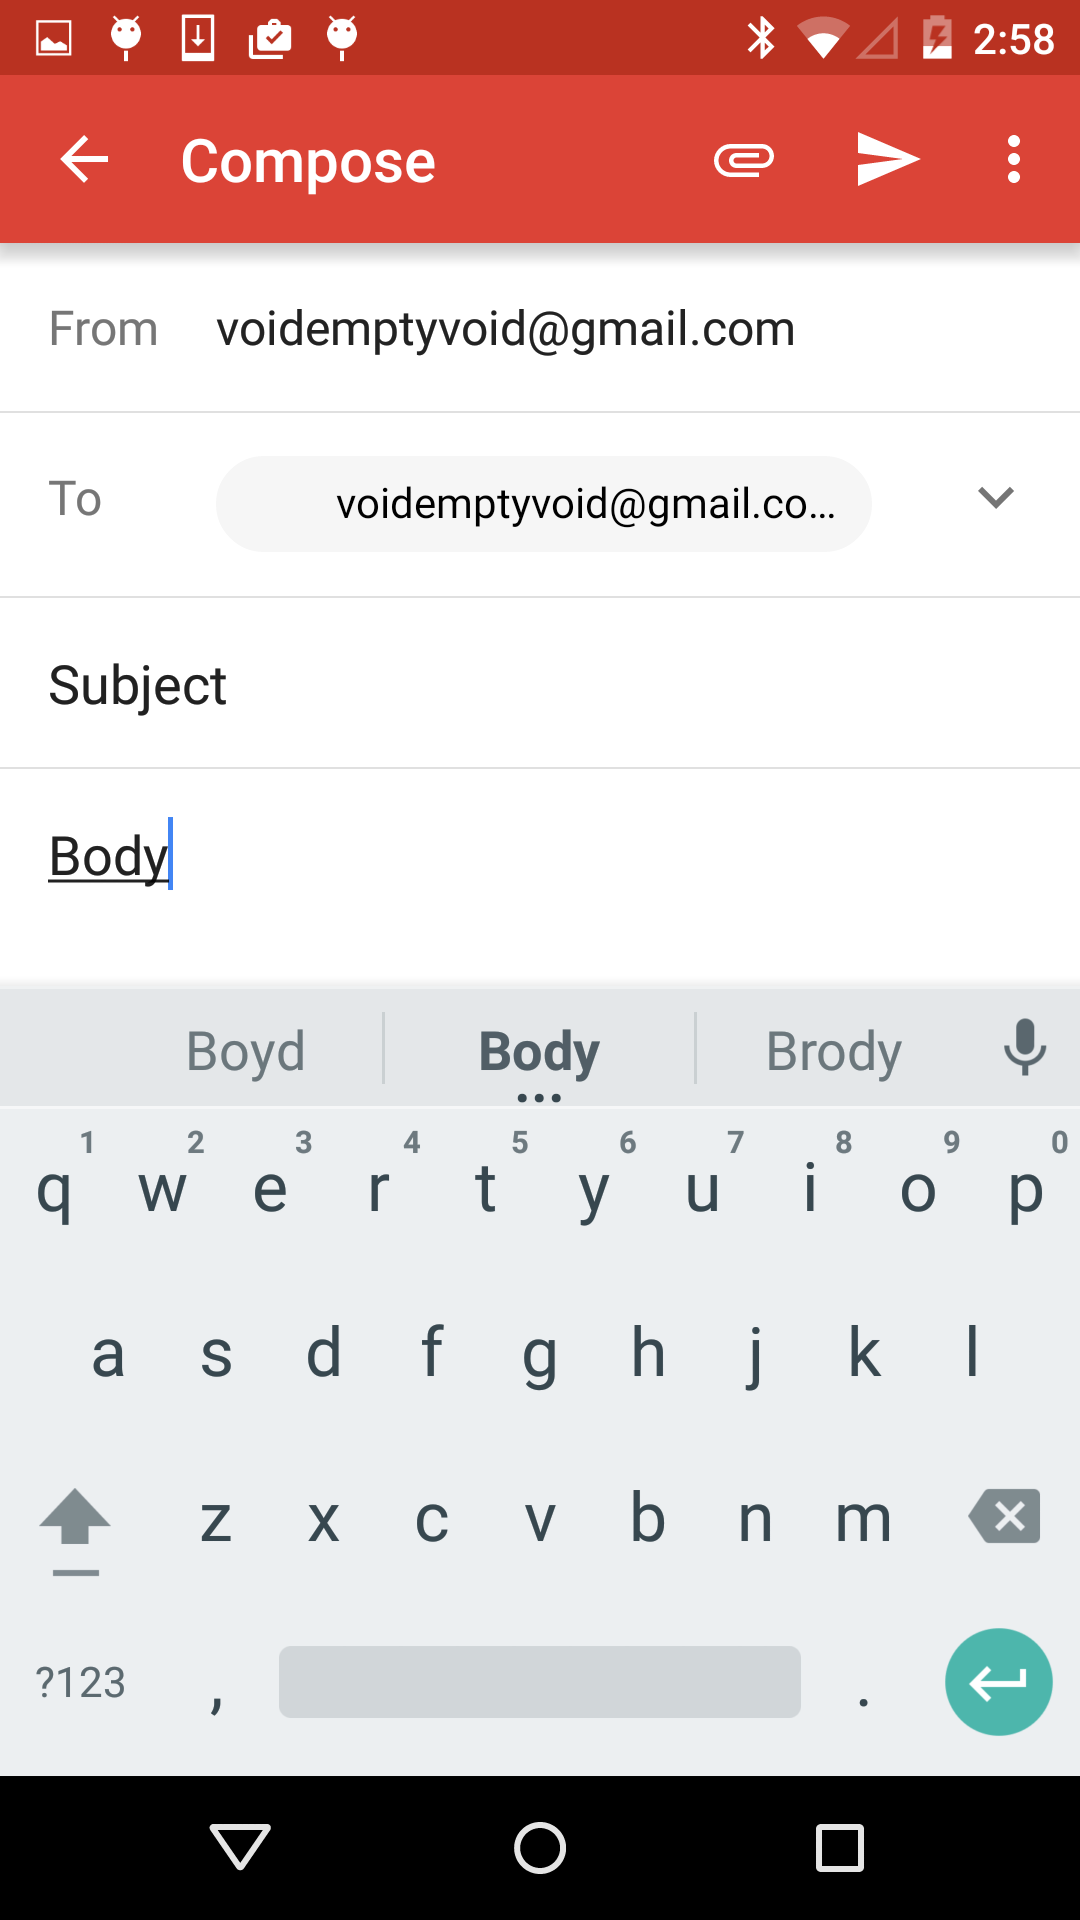 2:58
Compose
From voidemptyvoid@gmail.com
To voidemptyvoid@gmail.co...
Subject
Body
Boyd Body Brody
1 2 3 4 5 6 7 8 9 0
q w e r t y u i o p
a s d f g h j k l
z x c v b n m
?123 , .